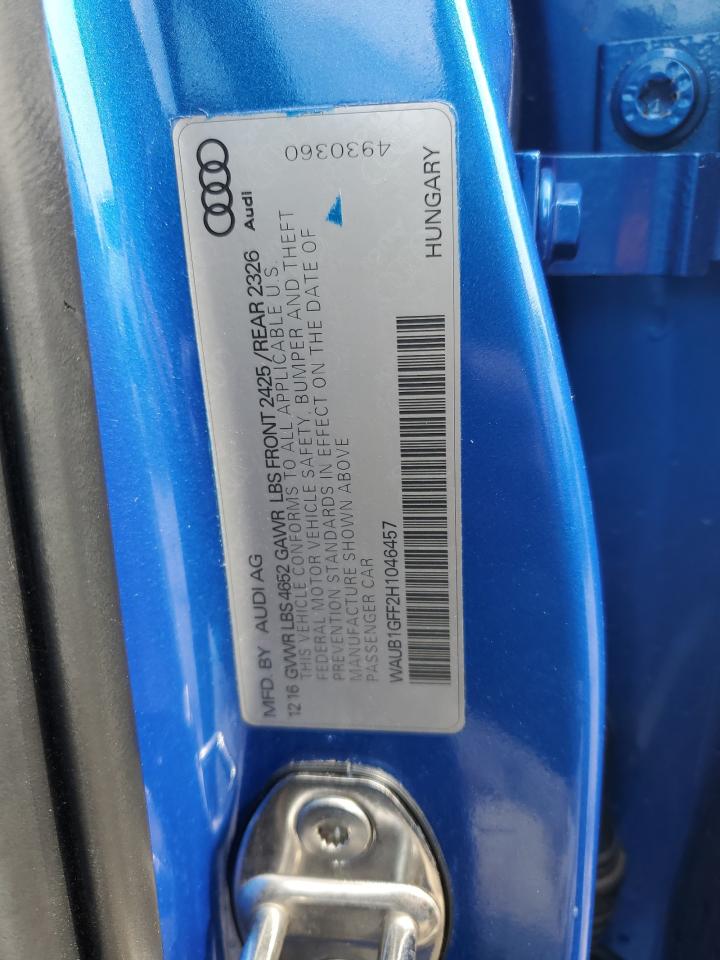 MFD. BY AUDI AG
12 16 GVWR LBS 4652 GAWR LBS FRONT 2425 / REAR 2326
THIS VEHICLE CONFORMS TO ALL APPLICABLE U.S.
FEDERAL MOTOR VEHICLE SAFETY, BUMPER AND THEFT
PREVENTION STANDARDS IN EFFECT ON THE DATE OF
MANUFACTURE SHOWN ABOVE
PASSENGER CAR
WAUB1GFF2H1046457
Audi
4930360
HUNGARY